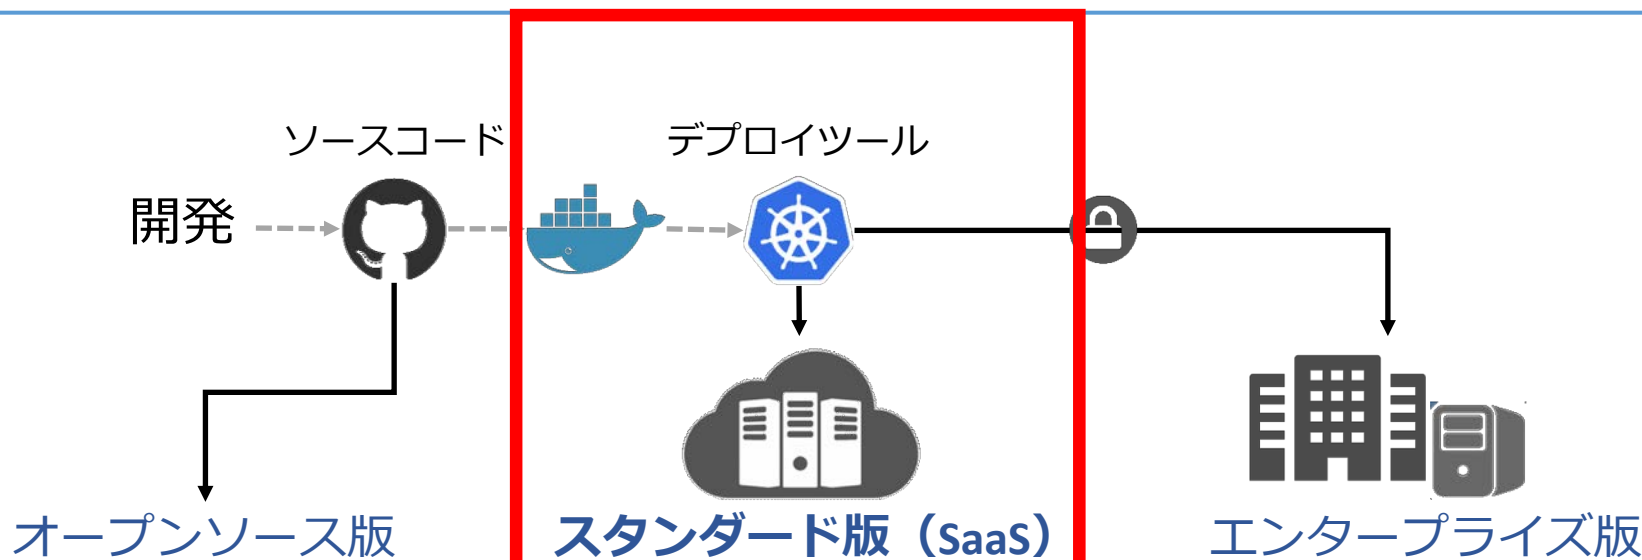 ソースコード
デプロイツール
開発
オープンソース版
スタンダード版（SaaS）
エンタープライズ版